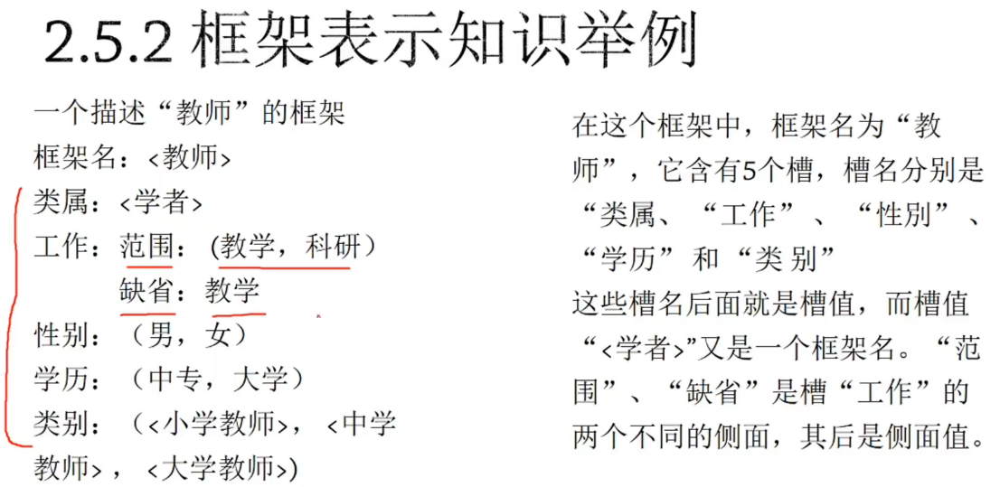 2.5.2 框架表示知识举例
一个描述“教师”的框架
框架名：<教师>
类属：<学者>
工作：范围：（教学，科研）
缺省：教学
性别：（男，女）
学历：（中专，大学）
类别：（<小学教师>，<中学
教师>，<大学教师>)
在这个框架中，框架名为“教
师”，它含有5个槽，槽名分别是
“类属、“工作”、“性别”、
“学历”和“类 别”
这些槽名后面就是槽值，而槽值
“<学者>”又是一个框架名。“范
围”、“缺省”是槽“工作”的
两个不同的侧面，其后是侧面值。